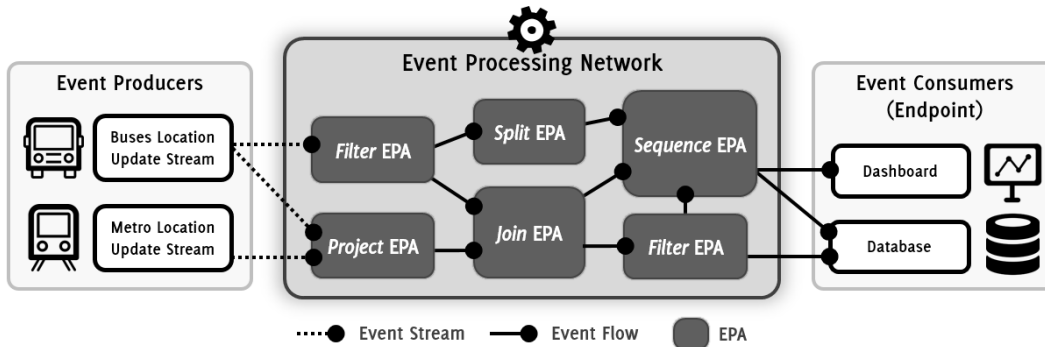 Event Producers
Buses Location
Update Stream
Metro Location
Update Stream
Event Processing Network
Filter EPA
Split EPA
Sequence EPA
Project EPA
Join EPA
Filter EPA
Event Consumers
(Endpoint)
Dashboard
Database
Event Stream
Event Flow
EPA